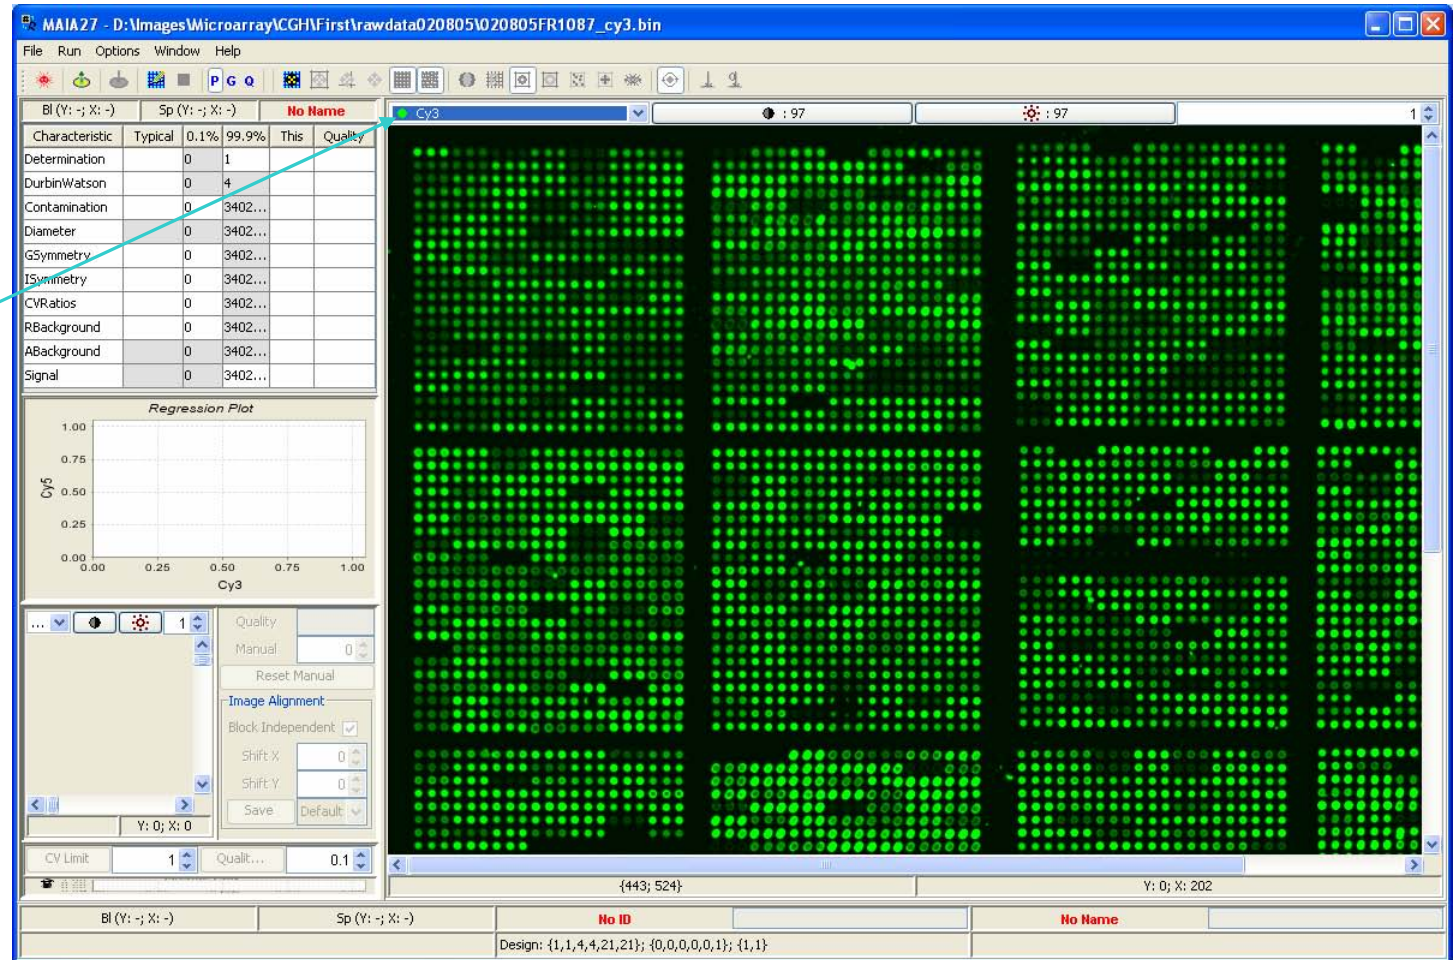 MAIA27 - D:\Images\Microarray\CGH\First\rawdata020805\020805FR1087_cy3.bin
File Run Options Window Help
P G Q
Bl (Y: -; X: -) Sp (Y: -; X: -) No Name
Cy3 : 97 : 97 1
Characteristic Typical 0.1% 99.9% This Quality
Determination 0 1
DurbinWatson 0 4
Contamination 0 3402...
Diameter 0 3402...
GSymmetry 0 3402...
ISymmetry 0 3402...
CVRatios 0 3402...
RBackground 0 3402...
ABackground 0 3402...
Signal 0 3402...
Regression Plot
1.00
0.75
0.50
0.25
0.00
Cy5
0.00 0.25 0.50 0.75 1.00
Cy3
... 1
Quality
Manual 0
Reset Manual
Image Alignment
Block Independent
Shift X 0
Shift Y 0
Save Default
Y: 0; X: 0
CV Limit 1 Qualit... 0.1
{443; 524} Y: 0; X: 202
Bl (Y: -; X: -) Sp (Y: -; X: -) No ID No Name
Design: {1,1,4,4,21,21}; {0,0,0,0,0,1}; {1,1}